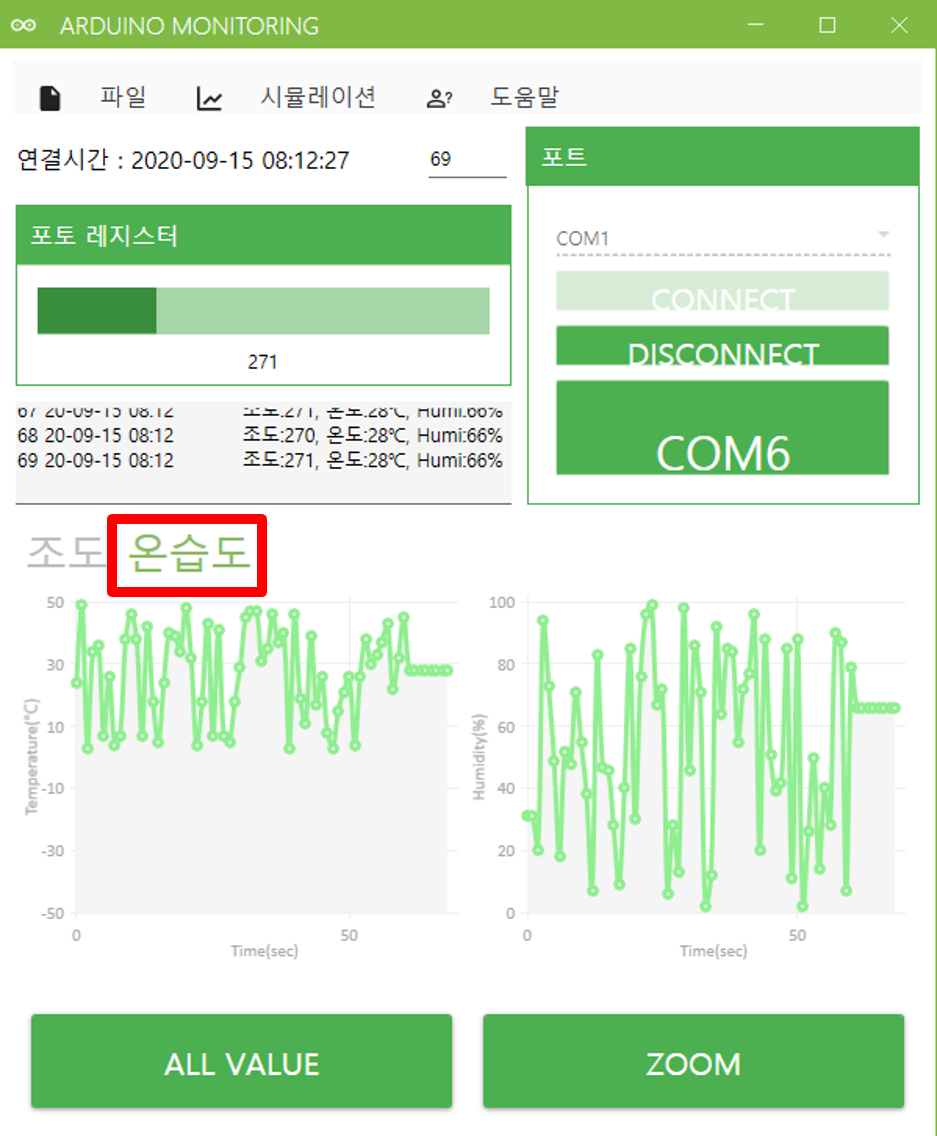 ARDUINO MONITORING
파일 시뮬레이션 도움말
연결시간 : 2020-09-15 08:12:27 69
포토 레지스터
271
67 20-09-15 08:12 조도:271, 온도:28℃, Humi:66%
68 20-09-15 08:12 조도:270, 온도:28℃, Humi:66%
69 20-09-15 08:12 조도:271, 온도:28℃, Humi:66%
포트
COM1
CONNECT
DISCONNECT
COM6
조도 온습도
Temperature(°C)
50
30
10
-10
-30
-50
0 50
Time(sec)
Humidity(%)
100
80
60
40
20
0
0 50
Time(sec)
ALL VALUE
ZOOM